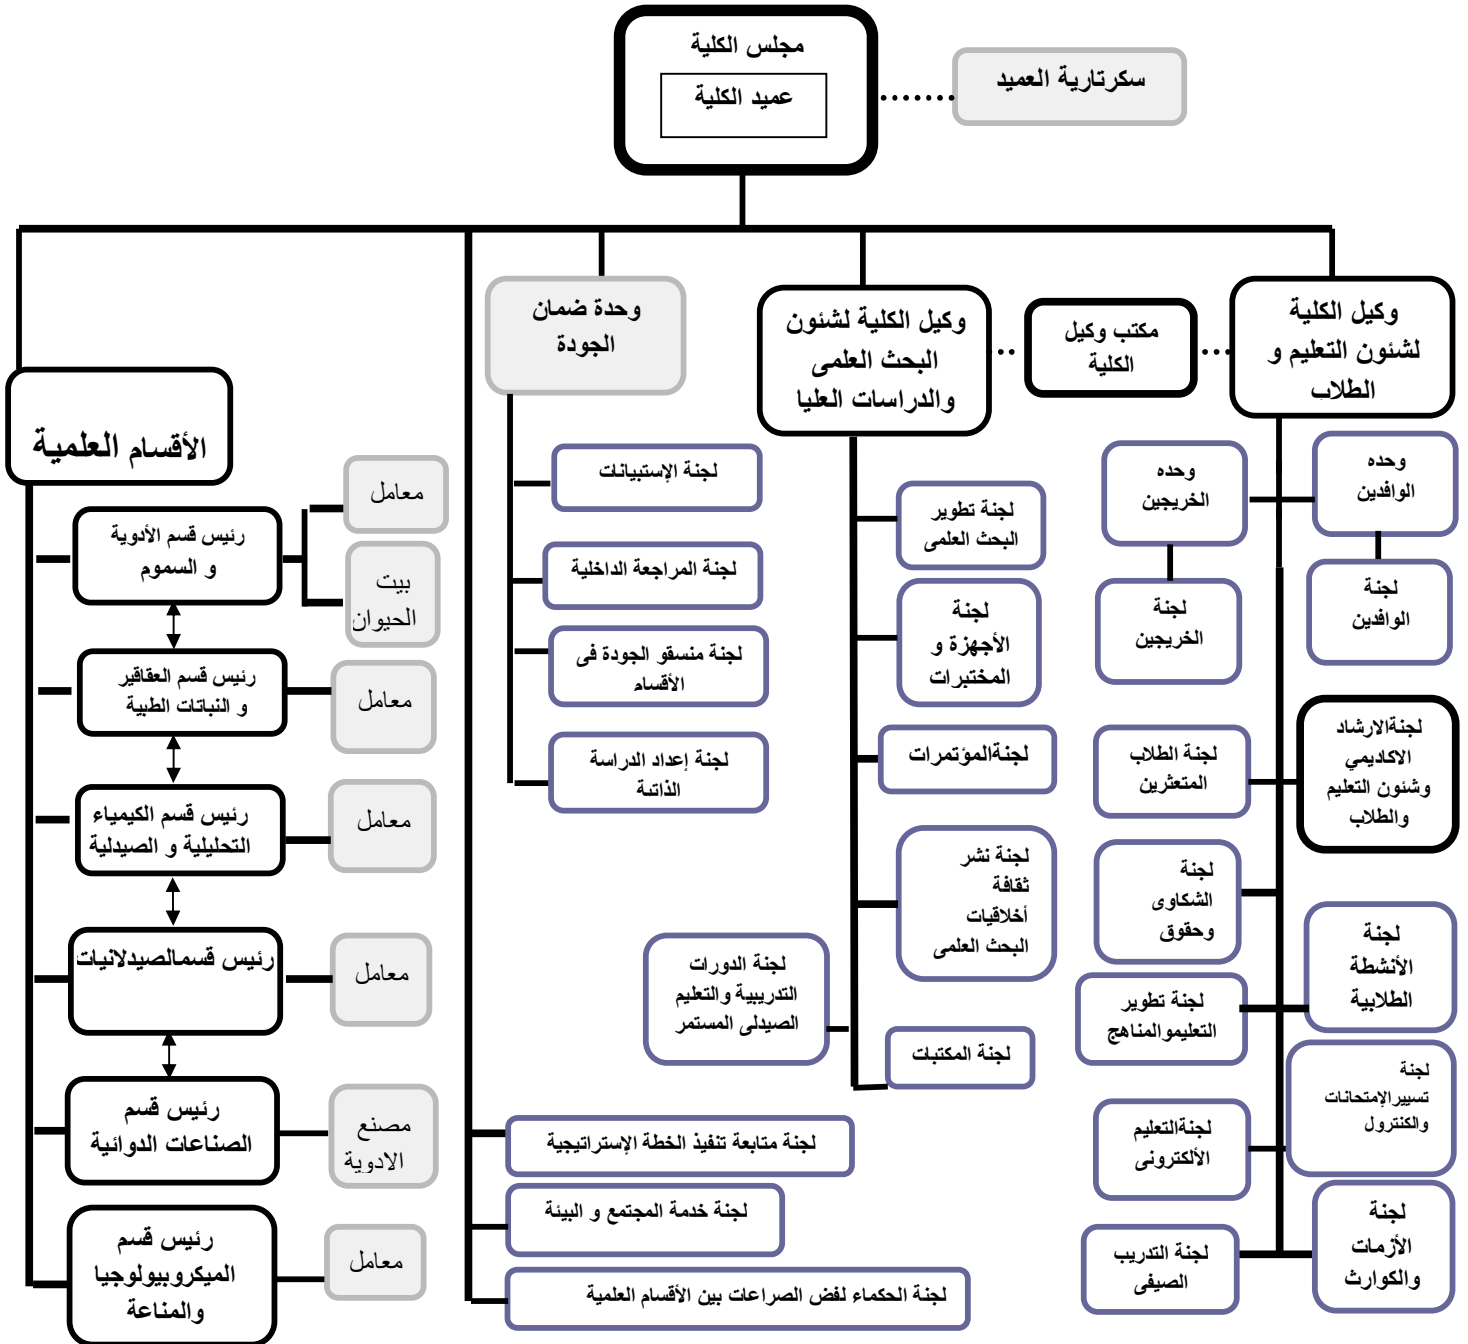 مجلس الكلية
عميد الكلية
سكرتارية العميد
وكيل الكلية
لشئون التعليم و
الطلاب
مكتب وكيل
الكلية
وكيل الكلية لشئون
البحث العلمى
والدراسات العليا
وحدة ضمان
الجودة
الأقسام العلمية
وحده
الوافدين
لجنة
الوافدين
وحده
الخريجين
لجنة
الخريجين
لجنةالارشاد
الاكاديمي
وشئون التعليم
والطلاب
لجنة الطلاب
المتعثرين
لجنة
الشكاوى
وحقوق
لجنة
الأنشطة
الطلابية
لجنة تطوير
التعليموالمناهج
لجنة
تسييرالإمتحانات
والكنترول
لجنةالتعليم
الألكترونى
لجنة
الأزمات
والكوارث
لجنة التدريب
الصيفى
لجنة تطوير
البحث العلمى
لجنة
الأجهزة و
المختبرات
لجنةالمؤتمرات
لجنة نشر
ثقافة
أخلاقيات
البحث العلمى
لجنة الدورات
التدريبية والتعليم
الصيدلى المستمر
لجنة المكتبات
لجنة الإستبيانات
لجنة المراجعة الداخلية
لجنة منسقو الجودة فى
الأقسام
لجنة إعداد الدراسة
الذاتية
لجنة متابعة تنفيذ الخطة الإستراتيجية
لجنة خدمة المجتمع و البيئة
لجنة الحكماء لفض الصراعات بين الأقسام العلمية
رئيس قسم الأدوية
و السموم
معامل
بيت
الحيوان
رئيس قسم العقاقير
و النباتات الطبية
معامل
رئيس قسم الكيمياء
التحليلية و الصيدلية
معامل
رئيس قسمالصيدلانيات
معامل
رئيس قسم
الصناعات الدوائية
مصنع
الادوية
رئيس قسم
الميكروبيولوجيا
والمناعة
معامل